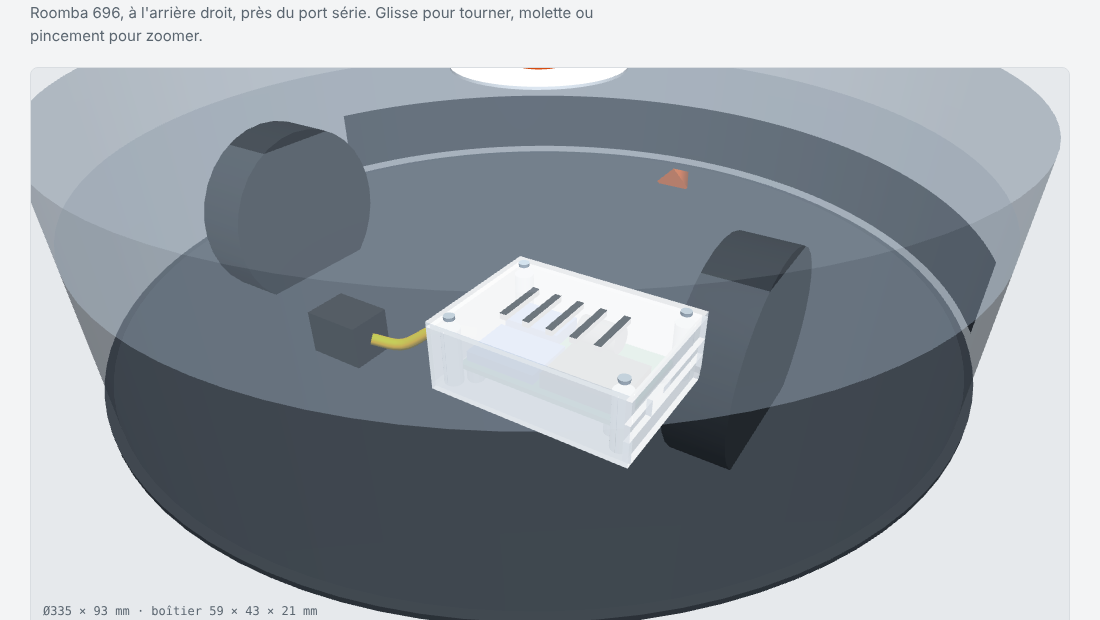 Roomba 696, à l'arrière droit, près du port série. Glisse pour tourner, molette ou
pincement pour zoomer.
Ø335 × 93 mm · boîtier 59 × 43 × 21 mm